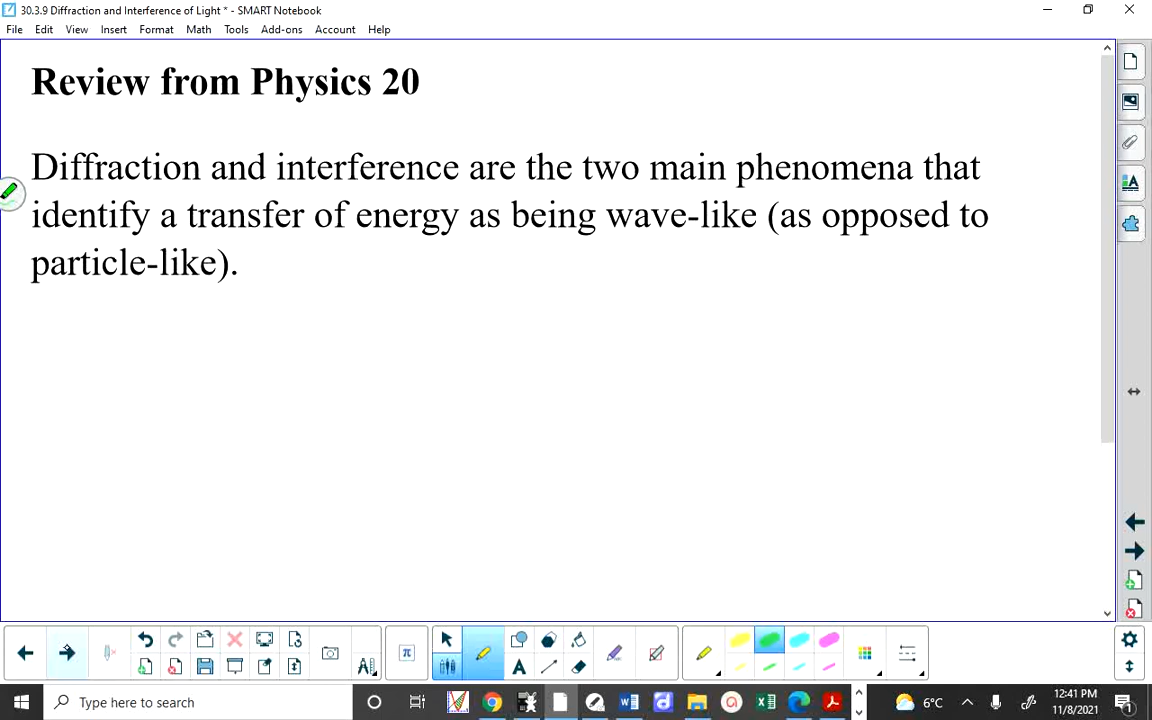 30.3.9 Diffraction and Interference of Light * - SMART Notebook
File Edit View Insert Format Math Tools Add-ons Account Help
Review from Physics 20
Diffraction and interference are the two main phenomena that
identify a transfer of energy as being wave-like (as opposed to
particle-like).
Type here to search
6°C
12:41 PM
11/8/2021